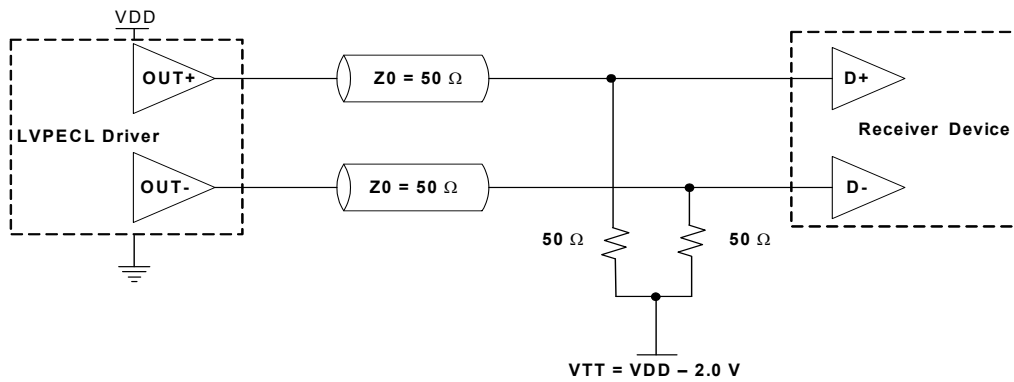 VDD
OUT+
Z0 = 50 Ω
D+
LVPECL Driver
Receiver Device
OUT-
Z0 = 50 Ω
D-
50 Ω
50 Ω
VTT = VDD – 2.0 V